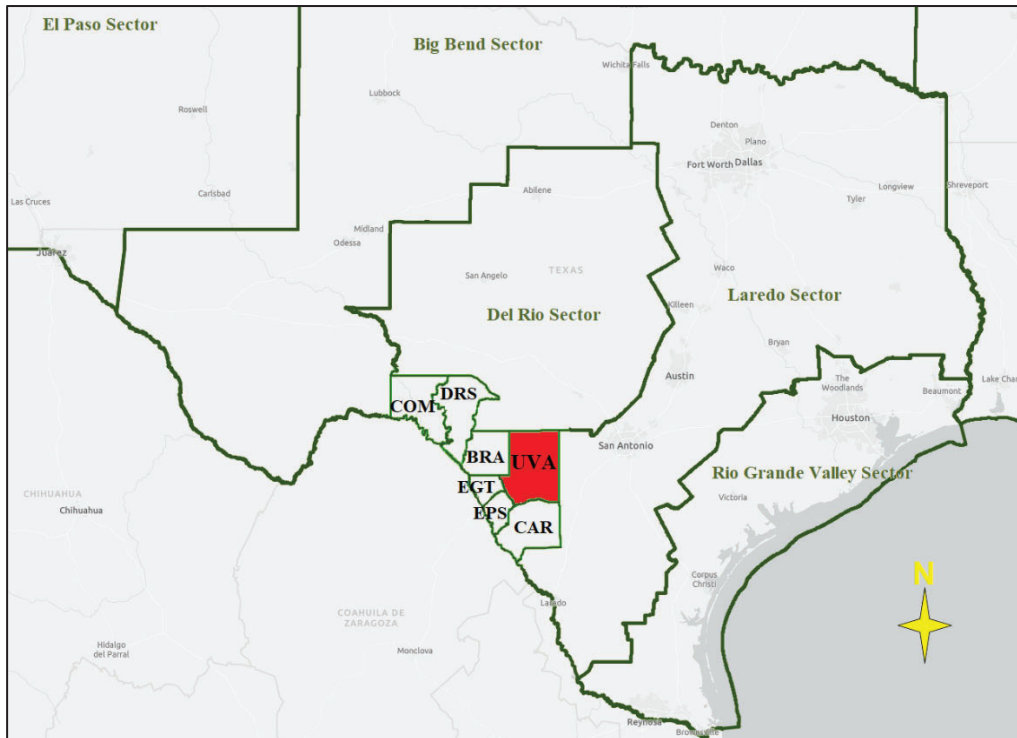 El Paso Sector
Big Bend Sector
Wichita Falls
Lubbock
Roswell
Denton
Plano
Fort Worth
Dallas
Carlsbad
Abilene
Longview
Shreveport
Las Cruces
Tyler
Midland
Odessa
Juárez
San Angelo
TEXAS
Waco
Laredo Sector
Del Rio Sector
Killeen
Bryan
Austin
The
Woodlands
Beaumont
Lake Char
Houston
DRS
COM
San Antonio
BRA
UVA
Rio Grande Valley Sector
EGT
CHIHUAHUA
Victoria
Chihuahua
EPS
CAR
N
Corpus
Christi
Laredo
COAHUILA DE
ZARAGOZA
Hidalgo
del Parral
Monclova
Reynosa
Brownsville